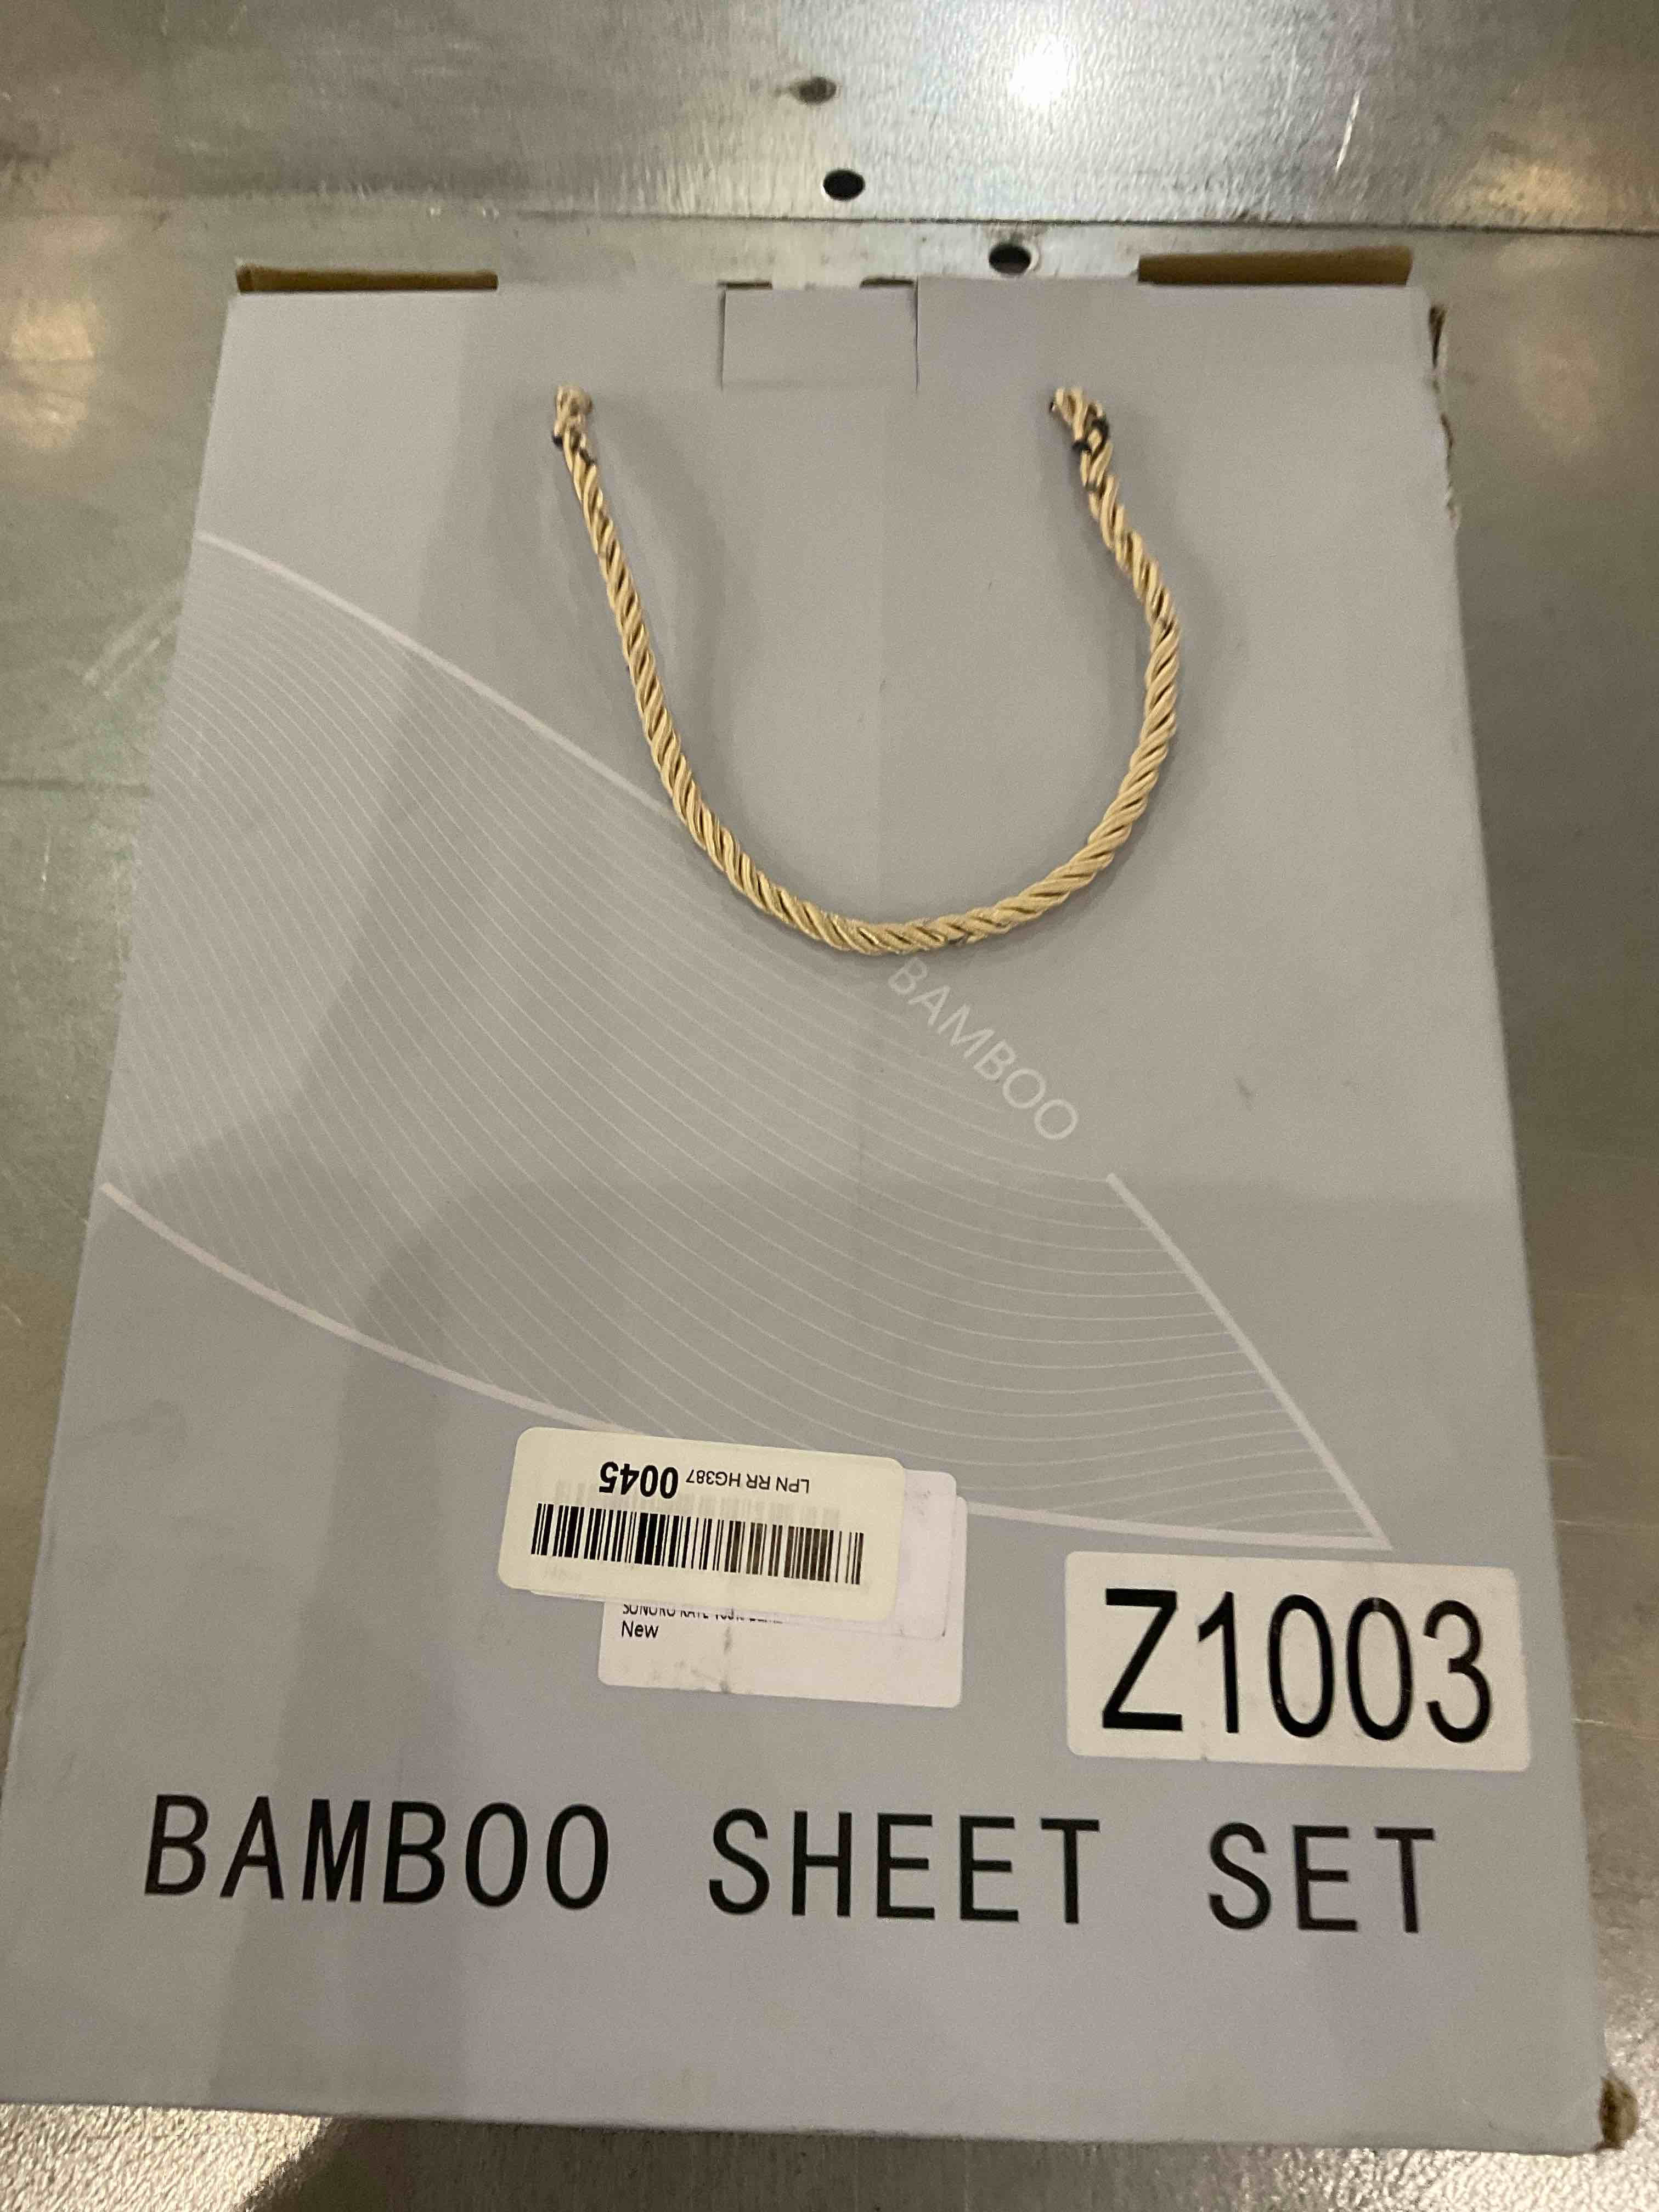 BAMBOO
LPN RR HG387 0045
New
Z1003
BAMBOO SHEET SET